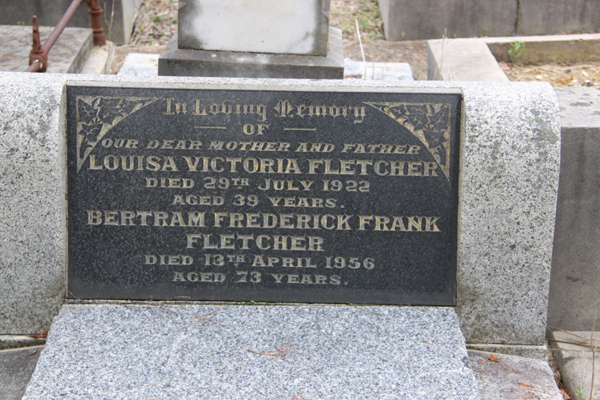 In Loving Memory
OF
OUR DEAR MOTHER AND FATHER
LOUISA VICTORIA FLETCHER
DIED 29TH JULY 1922
AGED 39 YEARS.
BERTRAM FREDERICK FRANK
FLETCHER
DIED 13TH APRIL 1956
AGED 73 YEARS.